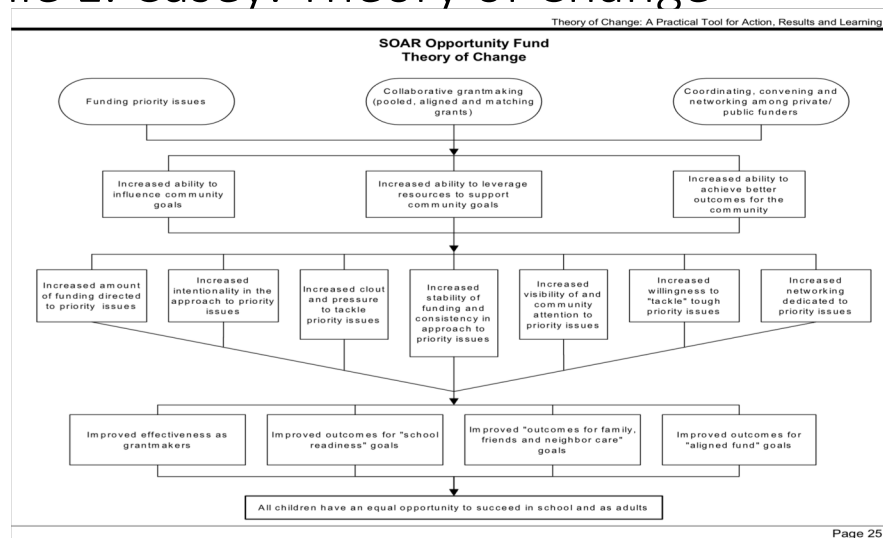 Theory of Change
Theory of Change: A Practical Tool for Action, Results and Learning
SOAR Opportunity Fund
Theory of Change
Funding priority issues
Collaborative grantmaking
(pooled, aligned and matching
grants)
Coordinating, convening and
networking among private/
public funders
Increased ability to
influence community
goals
Increased ability to leverage
resources to support
community goals
Increased ability to
achieve better
outcomes for the
community
Increased amount
of funding directed
to priority issues
Increased
intentionality in the
approach to priority
issues
Increased clout
and pressure to
tackle
priority issues
Increased
stability of
funding and
consistency in
approach to
priority issues
Increased
visibility of and
community
attention to
priority issues
Increased
willingness to
"tackle" tough
priority issues
Increased
networking
dedicated to
priority issues
Improved effectiveness as
grantmakers
Improved outcomes for "school
readiness" goals
Improved "outcomes for family,
friends and neighbor care"
goals
Improved outcomes for
"aligned fund" goals
All children have an equal opportunity to succeed in school and as adults
Page 25